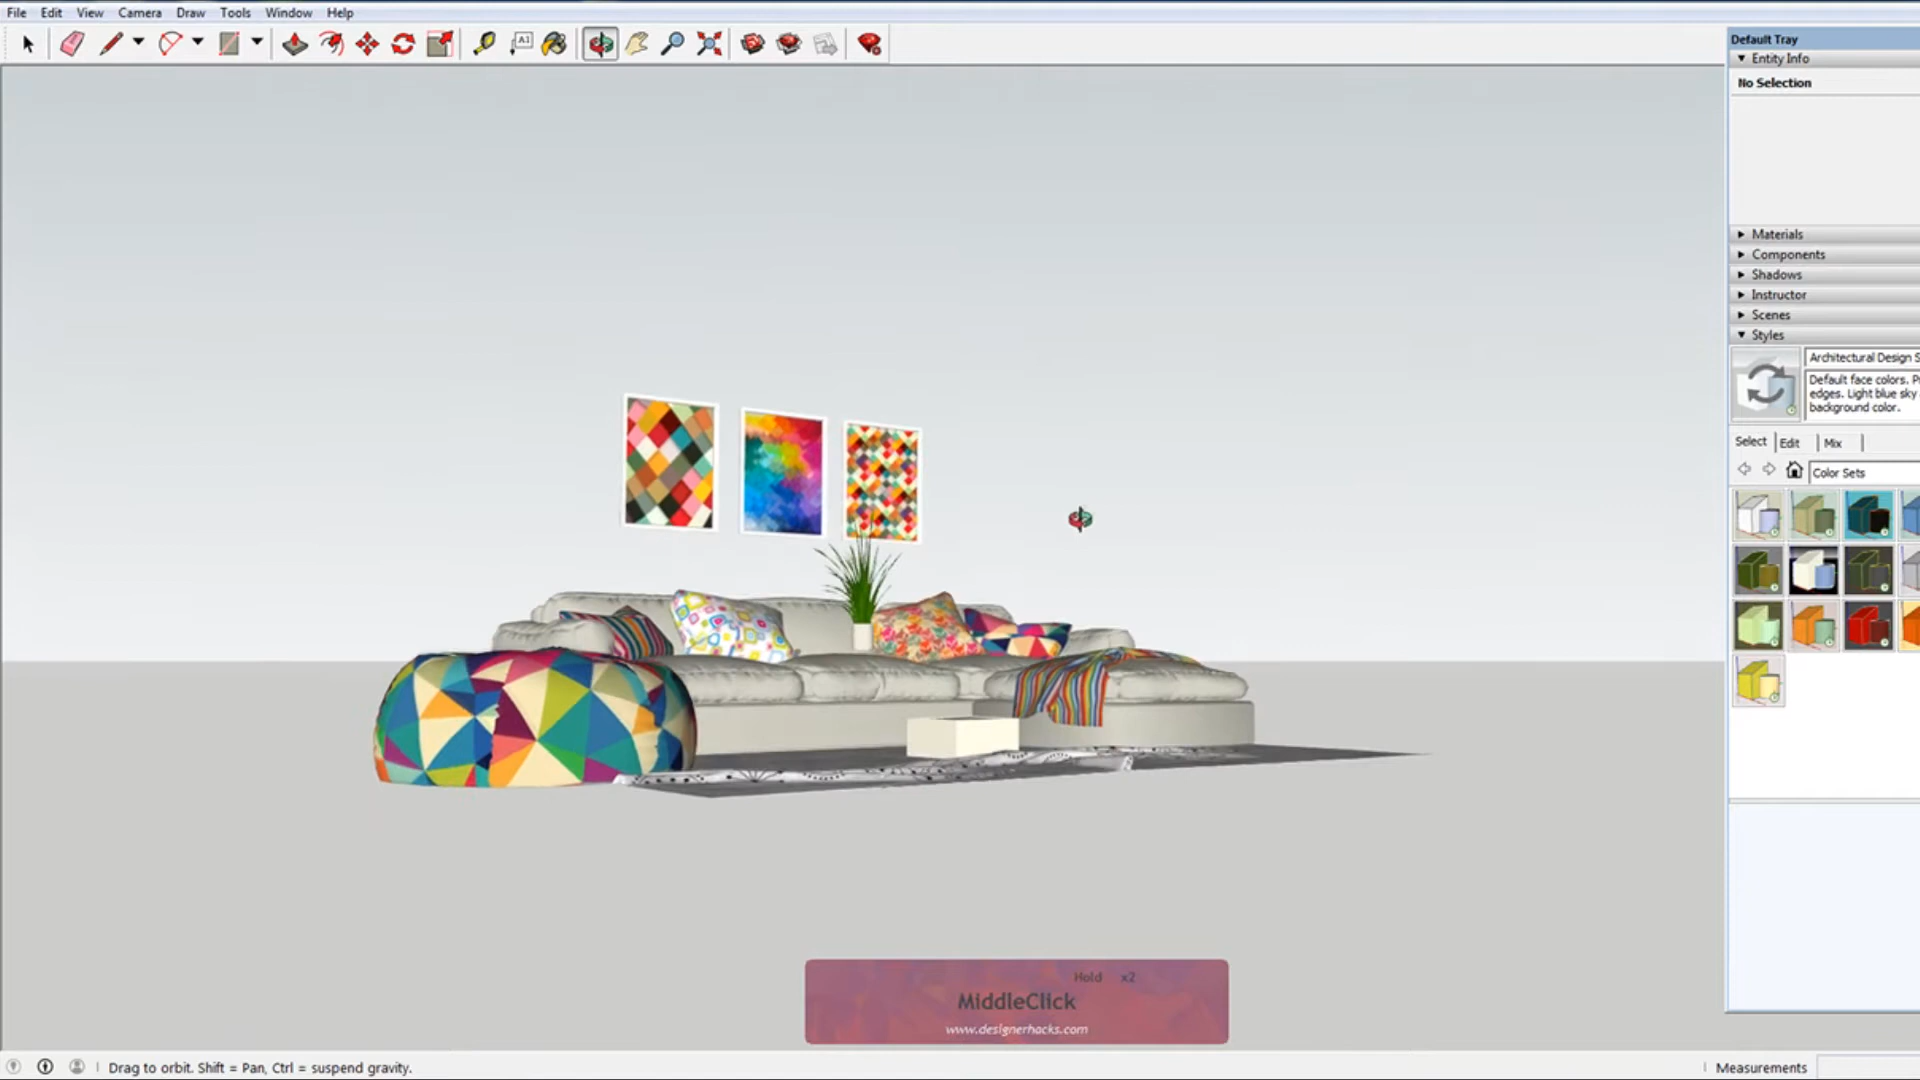 File Edit View Camera Draw Tools Window Help
A1
Default Tray
Entity Info
No Selection
Materials
Components
Shadows
Instructor
Scenes
Styles
Architectural Design S
Default face colors. P
edges. Light blue sky
background color.
Select Edit Mix
Color Sets
Hold x2
MiddleClick
www.designerhacks.com
Drag to orbit. Shift = Pan, Ctrl = suspend gravity.
Measurements